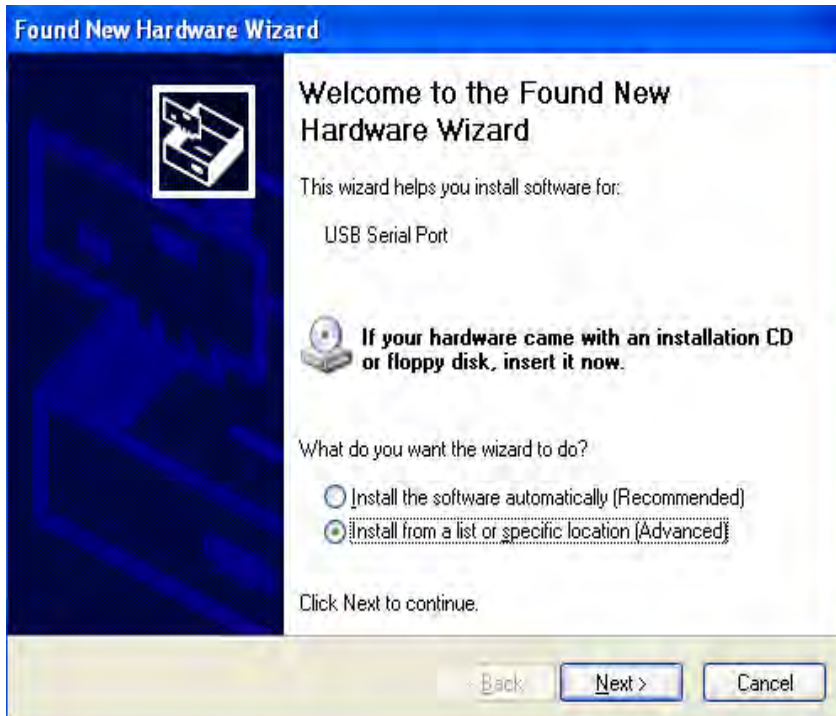 Found New Hardware Wizard
Welcome to the Found New
Hardware Wizard
This wizard helps you install software for:
USB Serial Port
If your hardware came with an installation CD
or floppy disk, insert it now.
What do you want the wizard to do?
Install the software automatically (Recommended)
Install from a list or specific location (Advanced)
Click Next to continue.
Back Next > Cancel